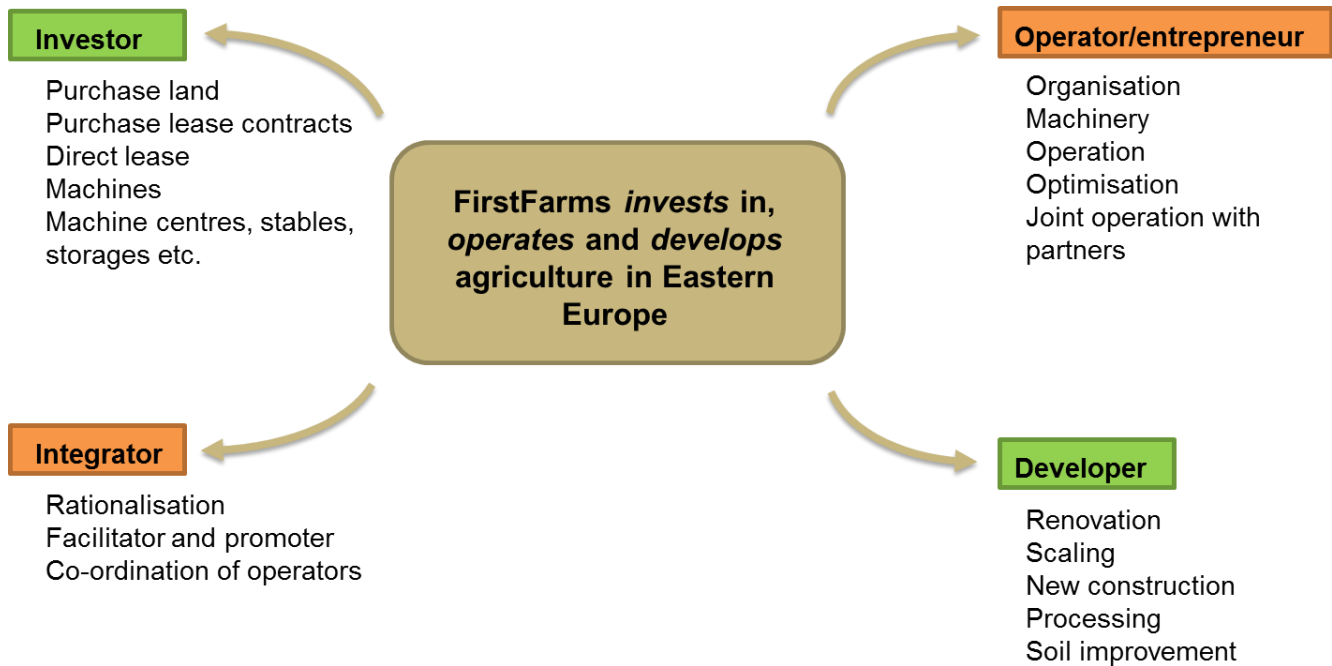 Investor
Purchase land
Purchase lease contracts
Direct lease
Machines
Machine centres, stables,
storages etc.
Operator/entrepreneur
Organisation
Machinery
Operation
Optimisation
Joint operation with
partners
FirstFarms invests in,
operates and develops
agriculture in Eastern
Europe
Integrator
Rationalisation
Facilitator and promoter
Co-ordination of operators
Developer
Renovation
Scaling
New construction
Processing
Soil improvement